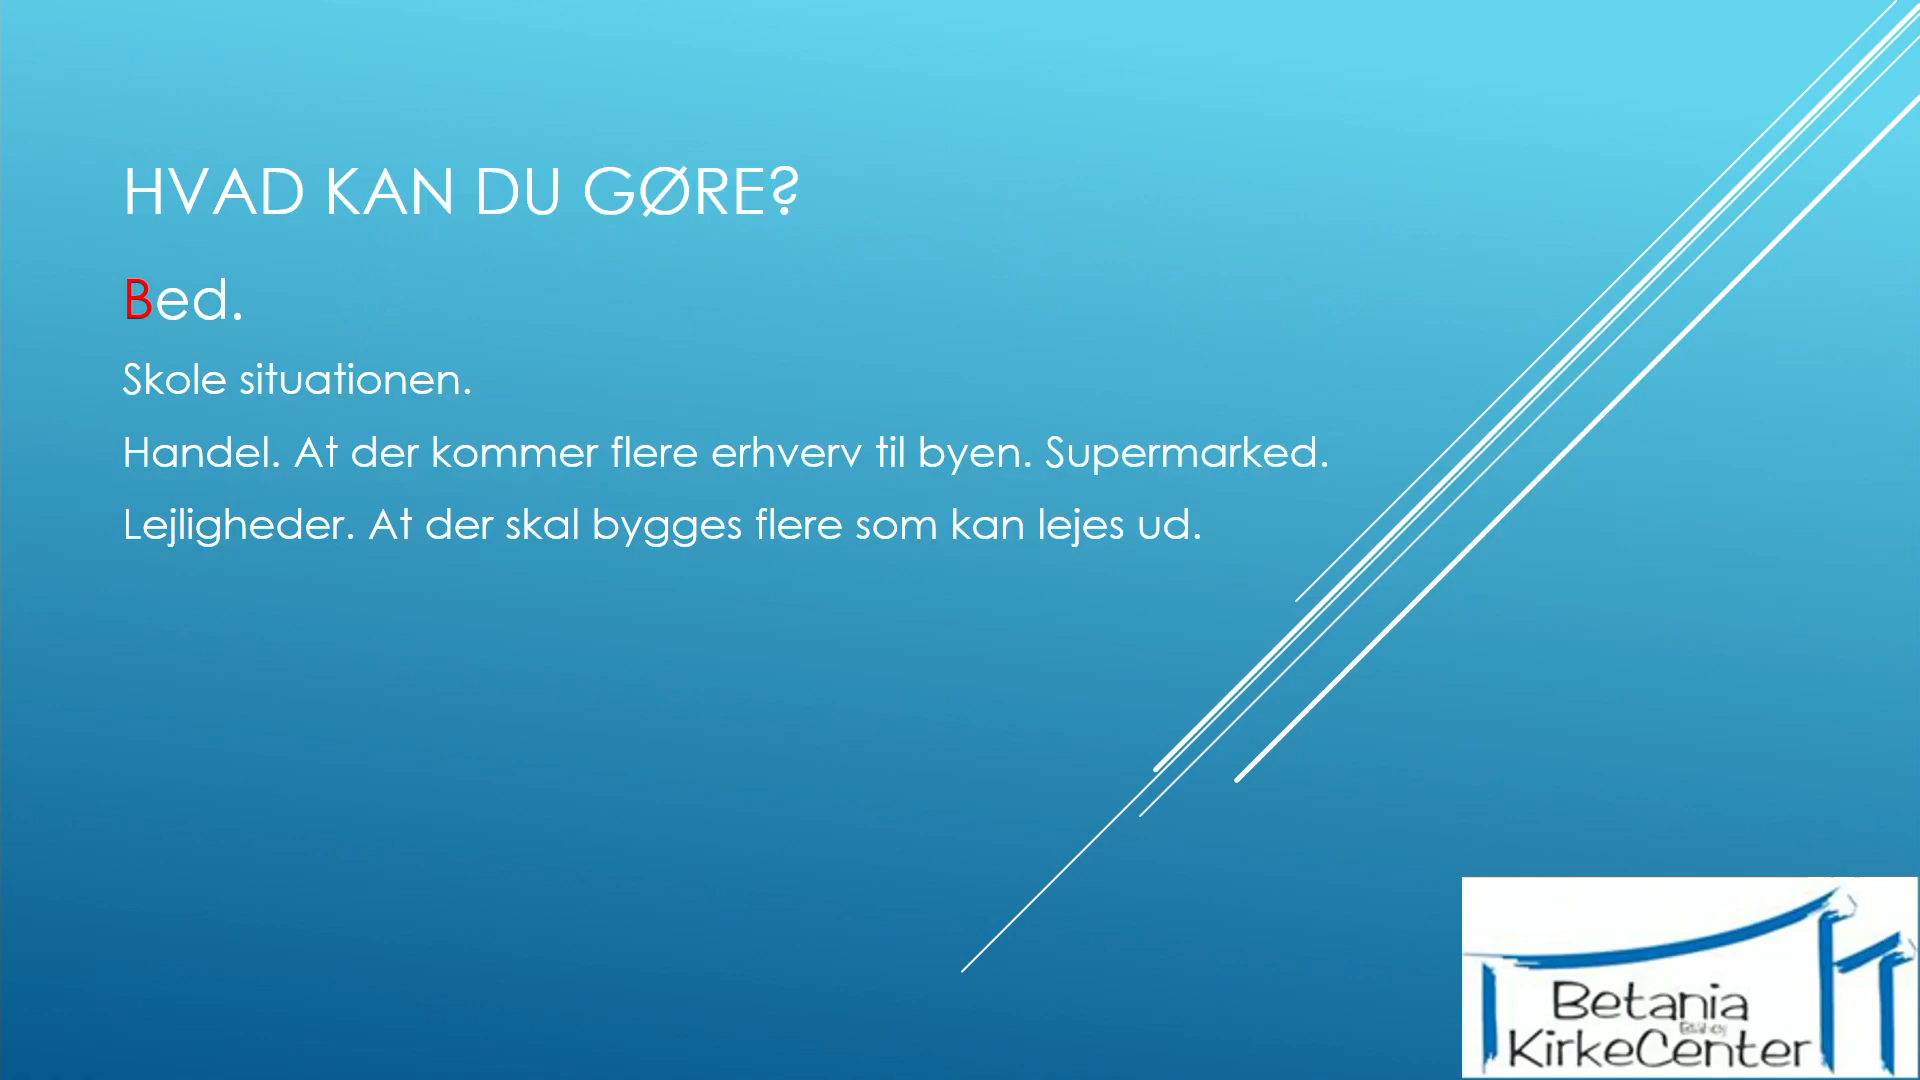 HVAD KAN DU GØRE?
Bed.
Skole situationen.
Handel. At der kommer flere erhverv til byen. Supermarked.
Lejligheder. At der skal bygges flere som kan lejes ud.
Betania
KirkeCenter